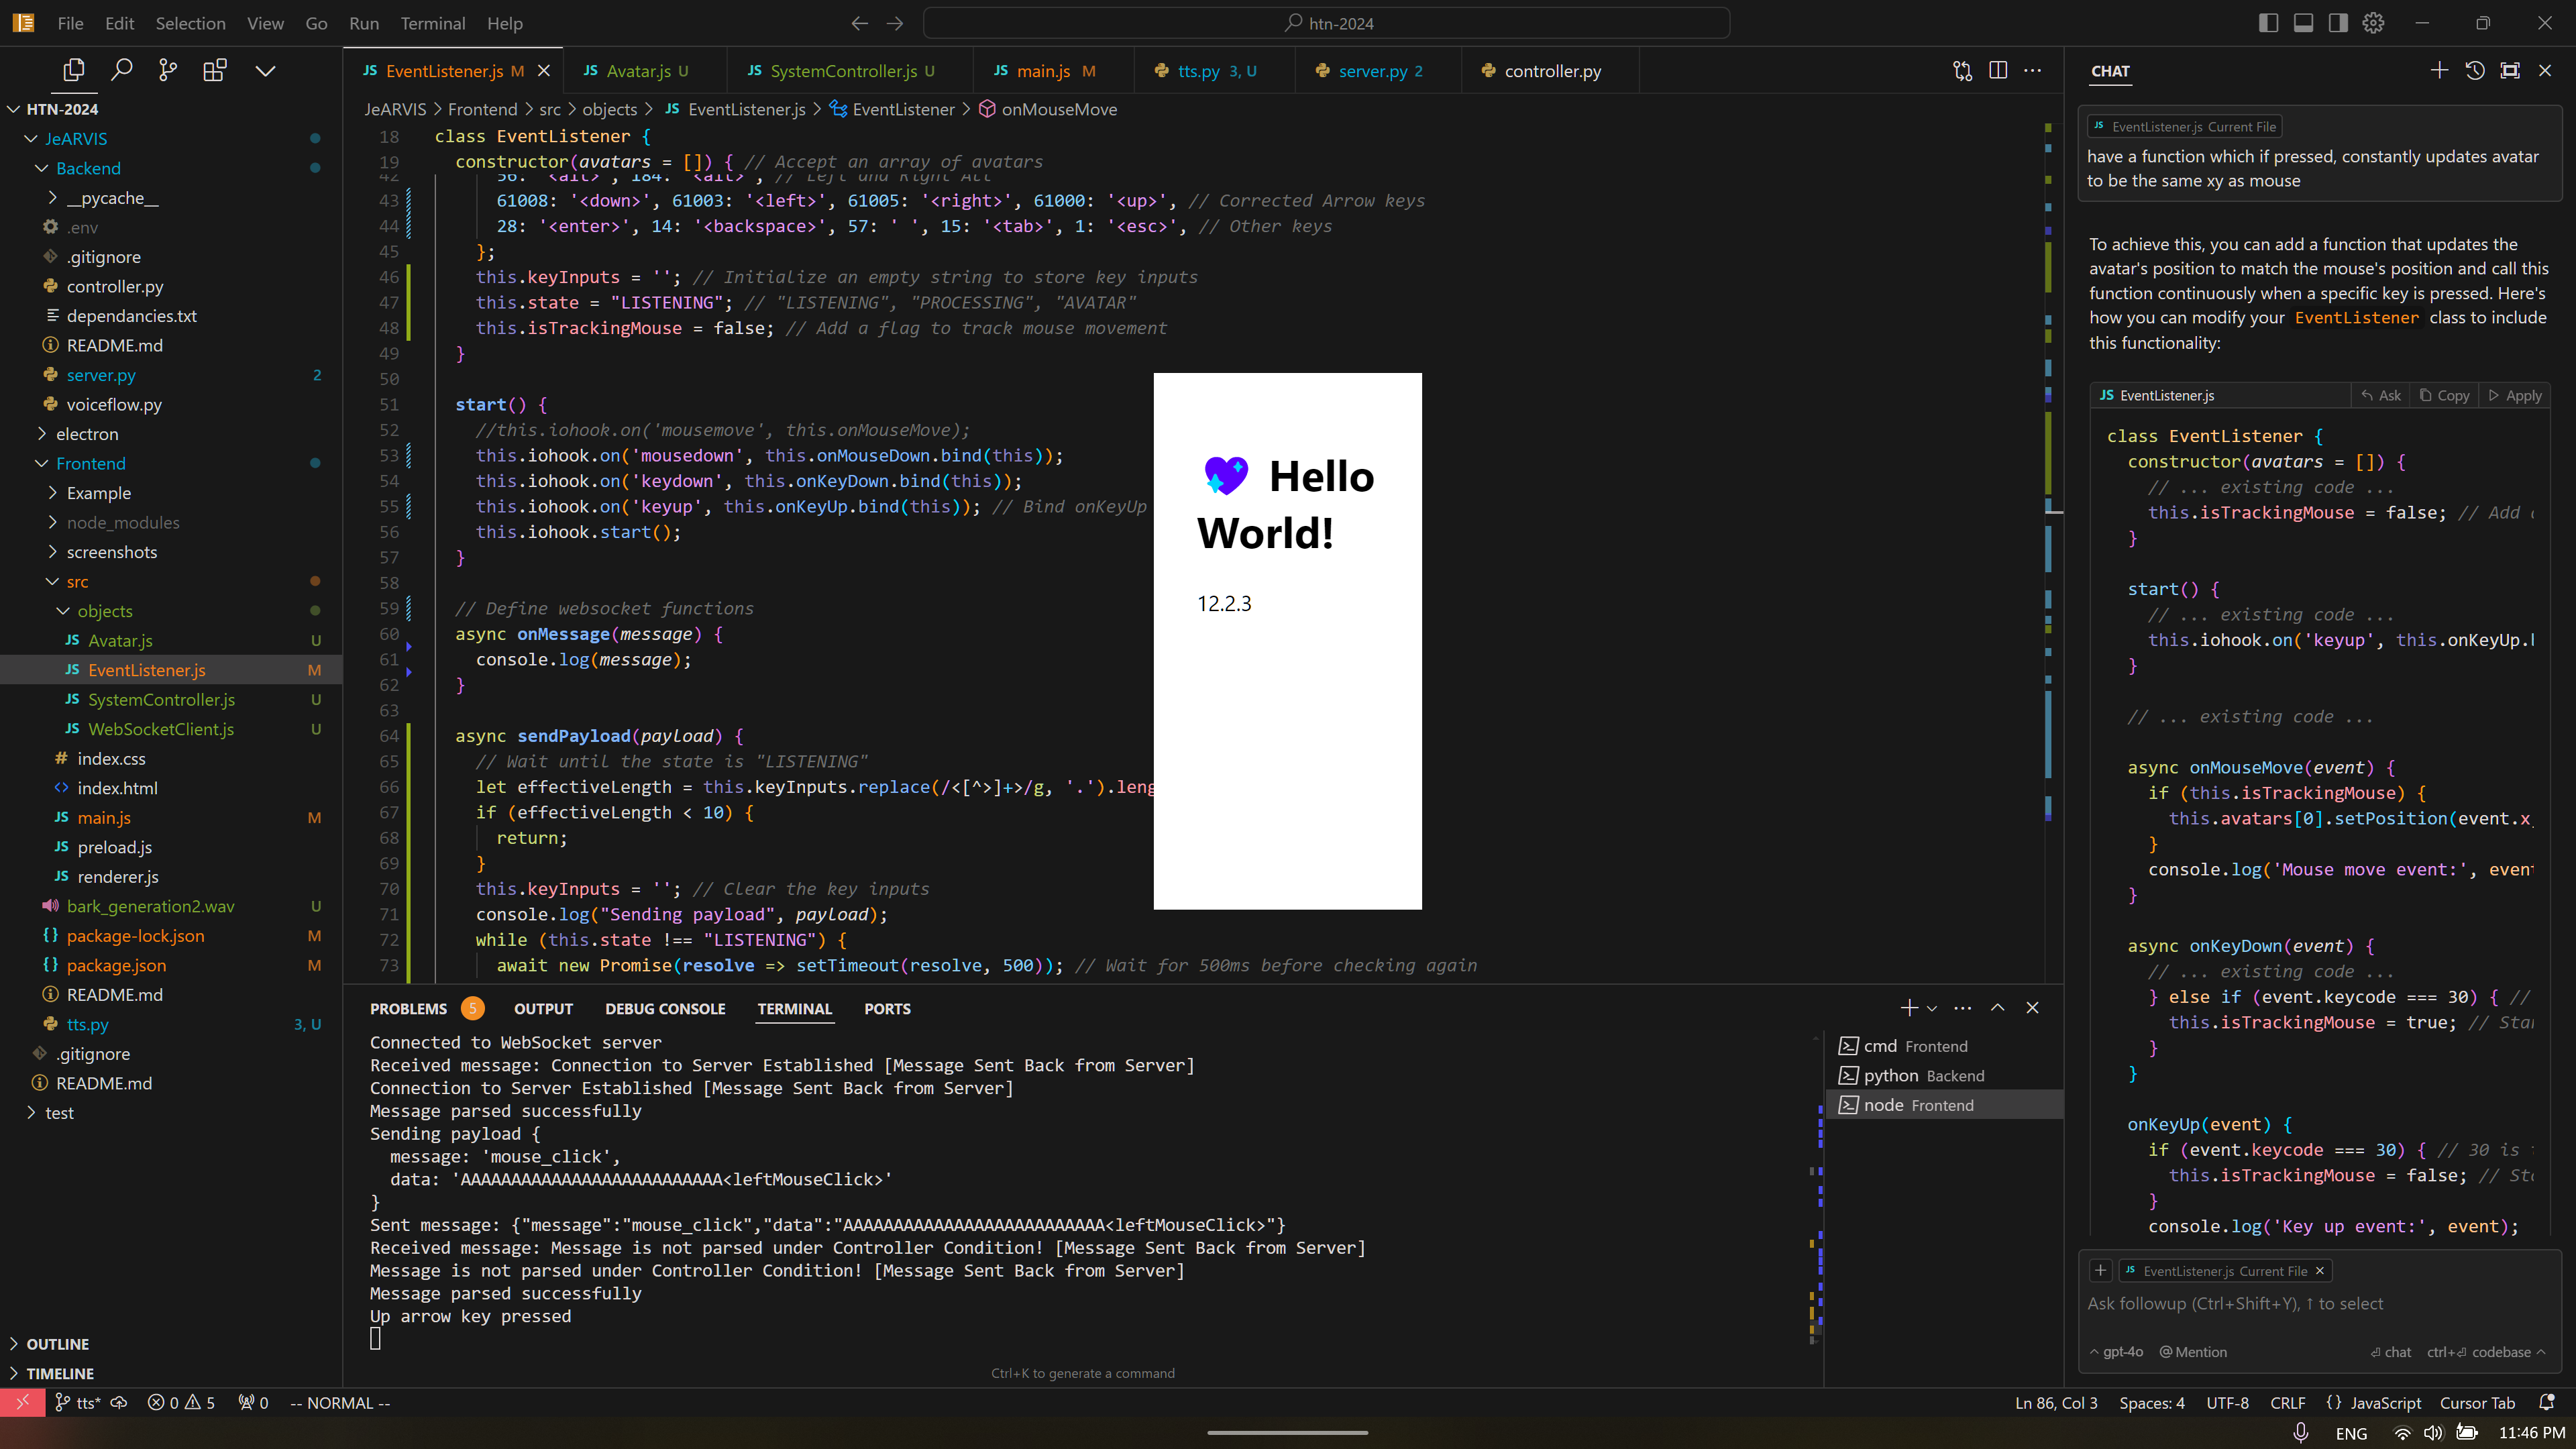 File Edit Selection View Go Run Terminal Help
htn-2024
HTN-2024
JeARVIS
Backend
__pycache__
.env
.gitignore
controller.py
dependancies.txt
README.md
server.py 2
voiceflow.py
electron
Frontend
Example
node_modules
screenshots
src
objects
JS Avatar.js U
JS EventListener.js M
JS SystemController.js U
JS WebSocketClient.js U
# index.css
<> index.html
JS main.js M
JS preload.js
JS renderer.js
bark_generation2.wav U
{} package-lock.json M
{} package.json M
README.md
tts.py 3, U
.gitignore
README.md
test
OUTLINE
TIMELINE
JS EventListener.js M JS Avatar.js U JS SystemController.js U JS main.js M tts.py 3, U server.py 2 controller.py
JeARVIS > Frontend > src > objects > JS EventListener.js > EventListener > onMouseMove
18 class EventListener {
19 constructor(avatars = []) { // Accept an array of avatars
42 56: '<alt>', 184: '<alt>', // Left and Right Alt
43 61008: '<down>', 61003: '<left>', 61005: '<right>', 61000: '<up>', // Corrected Arrow keys
44 28: '<enter>', 14: '<backspace>', 57: ' ', 15: '<tab>', 1: '<esc>', // Other keys
45 };
46 this.keyInputs = ''; // Initialize an empty string to store key inputs
47 this.state = "LISTENING"; // "LISTENING", "PROCESSING", "AVATAR"
48 this.isTrackingMouse = false; // Add a flag to track mouse movement
49 }
50
51 start() {
52 //this.iohook.on('mousemove', this.onMouseMove);
53 this.iohook.on('mousedown', this.onMouseDown.bind(this));
54 this.iohook.on('keydown', this.onKeyDown.bind(this));
55 this.iohook.on('keyup', this.onKeyUp.bind(this)); // Bind onKeyUp
56 this.iohook.start();
57 }
58
59 // Define websocket functions
60 async onMessage(message) {
61 console.log(message);
62 }
63
64 async sendPayload(payload) {
65 // Wait until the state is "LISTENING"
66 let effectiveLength = this.keyInputs.replace(/<[^>]+>/g, '.').leng
67 if (effectiveLength < 10) {
68 return;
69 }
70 this.keyInputs = ''; // Clear the key inputs
71 console.log("Sending payload", payload);
72 while (this.state !== "LISTENING") {
73 await new Promise(resolve => setTimeout(resolve, 500)); // Wait for 500ms before checking again
💜 Hello
World!
12.2.3
PROBLEMS 5 OUTPUT DEBUG CONSOLE TERMINAL PORTS
Connected to WebSocket server
Received message: Connection to Server Established [Message Sent Back from Server]
Connection to Server Established [Message Sent Back from Server]
Message parsed successfully
Sending payload {
message: 'mouse_click',
data: 'AAAAAAAAAAAAAAAAAAAAAAAAAA<leftMouseClick>'
}
Sent message: {"message":"mouse_click","data":"AAAAAAAAAAAAAAAAAAAAAAAAAA<leftMouseClick>"}
Received message: Message is not parsed under Controller Condition! [Message Sent Back from Server]
Message is not parsed under Controller Condition! [Message Sent Back from Server]
Message parsed successfully
Up arrow key pressed
Ctrl+K to generate a command
cmd Frontend
python Backend
node Frontend
CHAT
JS EventListener.js Current File
have a function which if pressed, constantly updates avatar
to be the same xy as mouse
To achieve this, you can add a function that updates the
avatar's position to match the mouse's position and call this
function continuously when a specific key is pressed. Here's
how you can modify your EventListener class to include
this functionality:
JS EventListener.js Ask Copy Apply
class EventListener {
constructor(avatars = []) {
// ... existing code ...
this.isTrackingMouse = false; // Add
}
start() {
// ... existing code ...
this.iohook.on('keyup', this.onKeyUp.
}
// ... existing code ...
async onMouseMove(event) {
if (this.isTrackingMouse) {
this.avatars[0].setPosition(event.x,
}
console.log('Mouse move event:', even
}
async onKeyDown(event) {
// ... existing code ...
} else if (event.keycode === 30) { //
this.isTrackingMouse = true; // Sta
}
}
onKeyUp(event) {
if (event.keycode === 30) { // 30 is
this.isTrackingMouse = false; // St
}
console.log('Key up event:', event);
JS EventListener.js Current File
Ask followup (Ctrl+Shift+Y), ↑ to select
gpt-4o @ Mention chat ctrl+⏎ codebase
tts* 0 5 0 -- NORMAL -- Ln 86, Col 3 Spaces: 4 UTF-8 CRLF {} JavaScript Cursor Tab
ENG 11:46 PM